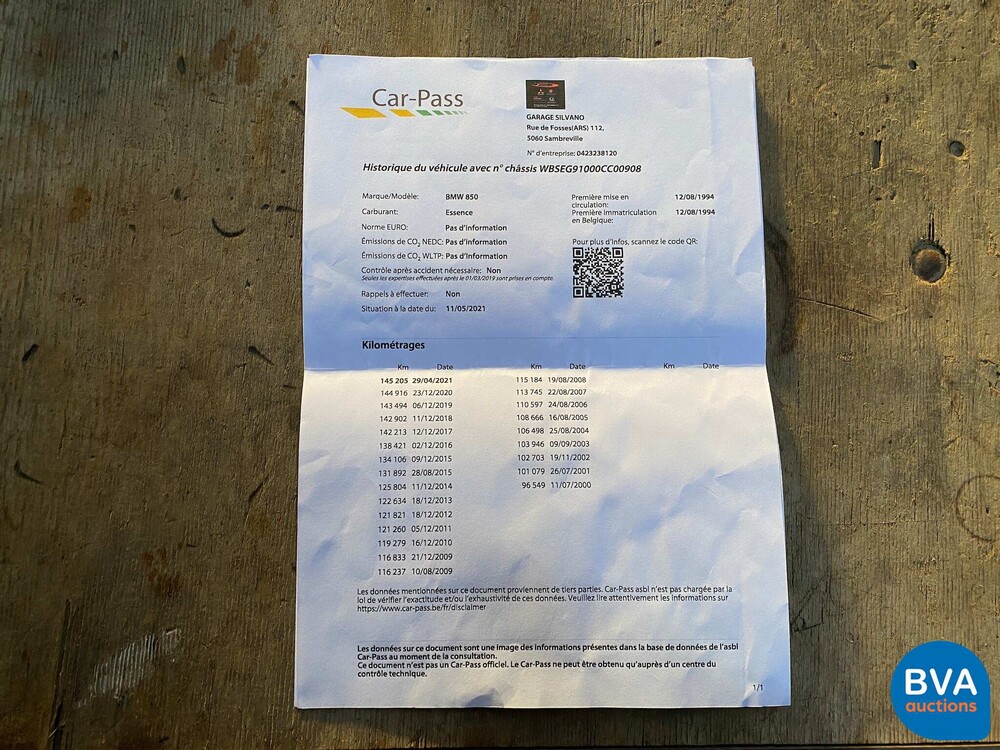 Car-Pass
GARAGE SILVANO
Rue de Fosses(ARS) 112,
5060 Sambreville
N° d'entreprise: 0423238120
Historique du véhicule avec n° châssis WBSEG91000CC00908
Marque/Modèle: BMW 850
Carburant: Essence
Norme EURO: Pas d'information
Émissions de CO₂ NEDC: Pas d'information
Émissions de CO₂ WLTP: Pas d'information
Contrôle après accident nécessaire: Non
Seules les expertises effectuées après le 01/03/2019 sont prises en compte.
Rappels à effectuer: Non
Situation à la date du: 11/05/2021
Première mise en circulation: 12/08/1994
Première immatriculation en Belgique: 12/08/1994
Pour plus d'infos, scannez le code QR:
Kilométrages
Km Date
145 205 29/04/2021
144 916 23/12/2020
143 494 06/12/2019
142 902 11/12/2018
142 213 12/12/2017
138 421 02/12/2016
134 106 09/12/2015
131 892 28/08/2015
125 804 11/12/2014
122 634 18/12/2013
121 821 18/12/2012
121 260 05/12/2011
119 279 16/12/2010
116 833 21/12/2009
116 237 10/08/2009
Km Date
115 184 19/08/2008
113 745 22/08/2007
110 597 24/08/2006
108 666 16/08/2005
106 498 25/08/2004
103 946 09/09/2003
102 703 19/11/2002
101 079 26/07/2001
96 549 11/07/2000
Km Date
Les données mentionnées sur ce document proviennent de tiers parties. Car-Pass asbl n'est pas chargée par la
loi de vérifier l'exactitude et/ou l'exhaustivité de ces données. Veuillez lire attentivement les informations sur
https://www.car-pass.be/fr/disclaimer
Les données sur ce document sont une image des informations présentes dans la base de données de l'asbl
Car-Pass au moment de la consultation.
Ce document n'est pas un Car-Pass officiel. Le Car-Pass ne peut être obtenu qu'auprès d'un centre du
contrôle technique.
1/1
BVA
auctions